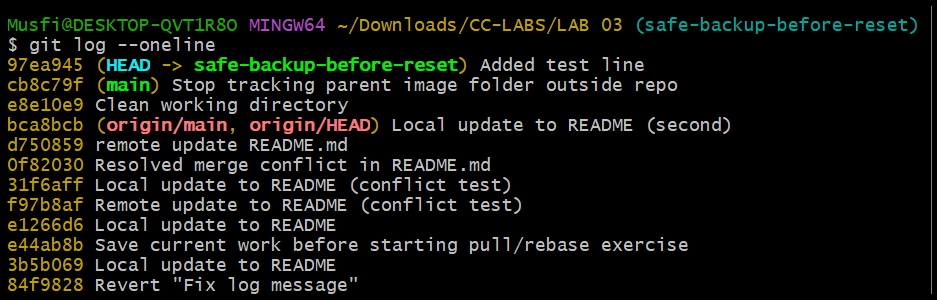 Musfi@DESKTOP-QVT1R8O MINGW64 ~/Downloads/CC-LABS/LAB 03 (safe-backup-before-reset)
$ git log --oneline
97ea945 (HEAD -> safe-backup-before-reset) Added test line
cb8c79f (main) Stop tracking parent image folder outside repo
e8e10e9 Clean working directory
bca8bcb (origin/main, origin/HEAD) Local update to README (second)
d750859 remote update README.md
0f82030 Resolved merge conflict in README.md
31f6aff Local update to README (conflict test)
f97b8af Remote update to README (conflict test)
e1266d6 Local update to README
e44ab8b Save current work before starting pull/rebase exercise
3b5b069 Local update to README
84f9828 Revert "Fix log message"